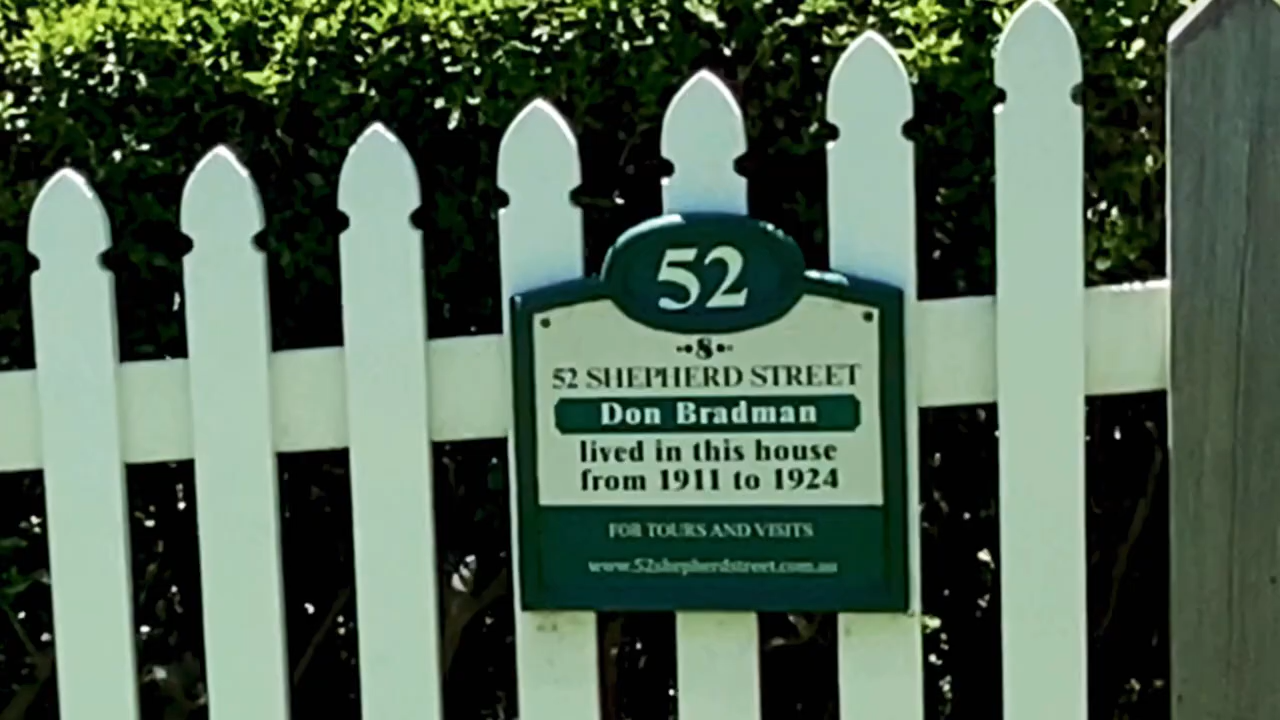 52
52 SHEPHERD STREET
Don Bradman
lived in this house
from 1911 to 1924
FOR TOURS AND VISITS
www.52shepherdstreet.com.au